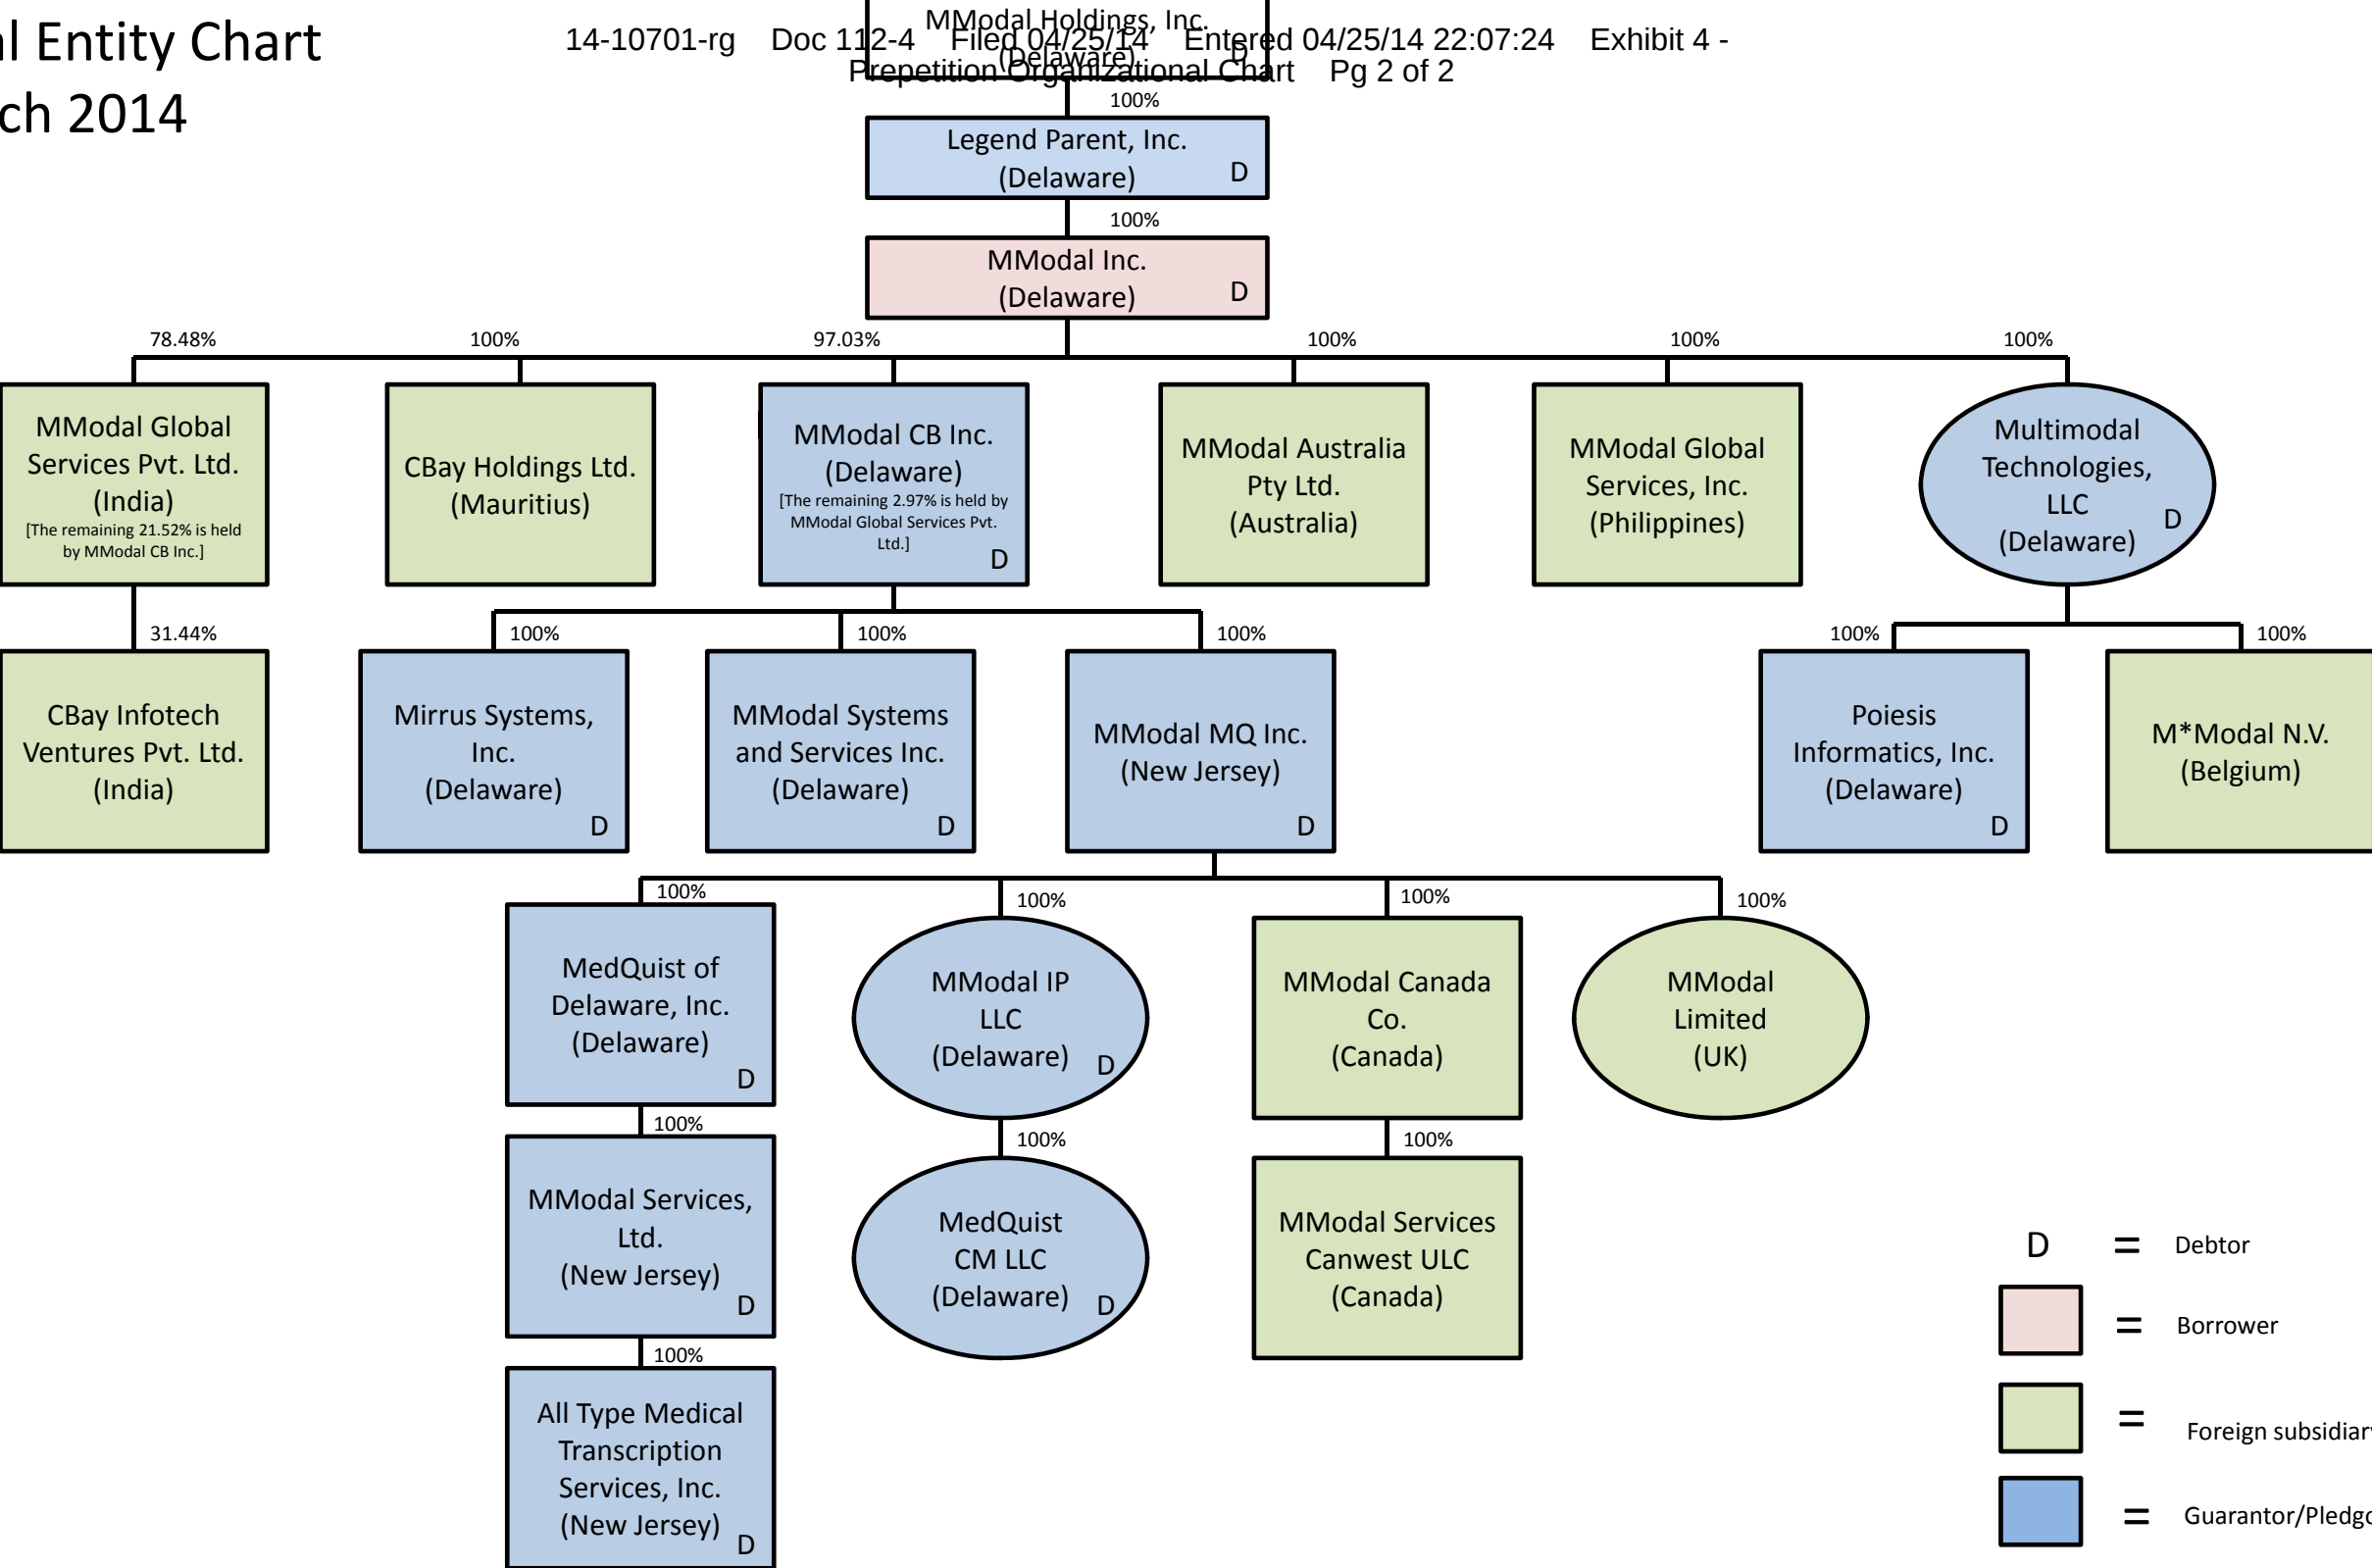 al Entity Chart
ch 2014
14-10701-rg Doc 112-4 Filed 04/25/14 Entered 04/25/14 22:07:24 Exhibit 4 -
Prepetition Organizational Chart Pg 2 of 2
MModal Holdings, Inc.
(Delaware) D
100%
Legend Parent, Inc.
(Delaware) D
100%
MModal Inc.
(Delaware) D
78.48% 100% 97.03% 100% 100% 100%
MModal Global
Services Pvt. Ltd.
(India)
[The remaining 21.52% is held
by MModal CB Inc.]
CBay Holdings Ltd.
(Mauritius)
MModal CB Inc.
(Delaware)
[The remaining 2.97% is held by
MModal Global Services Pvt.
Ltd.]
D
MModal Australia
Pty Ltd.
(Australia)
MModal Global
Services, Inc.
(Philippines)
Multimodal
Technologies,
LLC
(Delaware) D
31.44% 100% 100% 100% 100% 100%
CBay Infotech
Ventures Pvt. Ltd.
(India)
Mirrus Systems,
Inc.
(Delaware)
D
MModal Systems
and Services Inc.
(Delaware)
D
MModal MQ Inc.
(New Jersey)
D
Poiesis
Informatics, Inc.
(Delaware)
D
M*Modal N.V.
(Belgium)
100% 100% 100% 100%
MedQuist of
Delaware, Inc.
(Delaware)
D
MModal IP
LLC
(Delaware) D
MModal Canada
Co.
(Canada)
MModal
Limited
(UK)
100% 100% 100%
MModal Services,
Ltd.
(New Jersey)
D
MedQuist
CM LLC
(Delaware) D
MModal Services
Canwest ULC
(Canada)
100%
All Type Medical
Transcription
Services, Inc.
(New Jersey)
D
D = Debtor
= Borrower
= Foreign subsidiary
= Guarantor/Pledgo